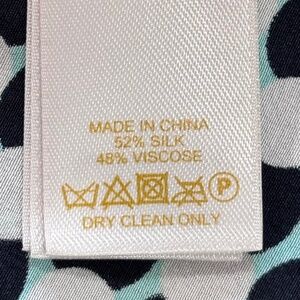 MADE IN CHINA
52% SILK
48% VISCOSE
P
DRY CLEAN ONLY